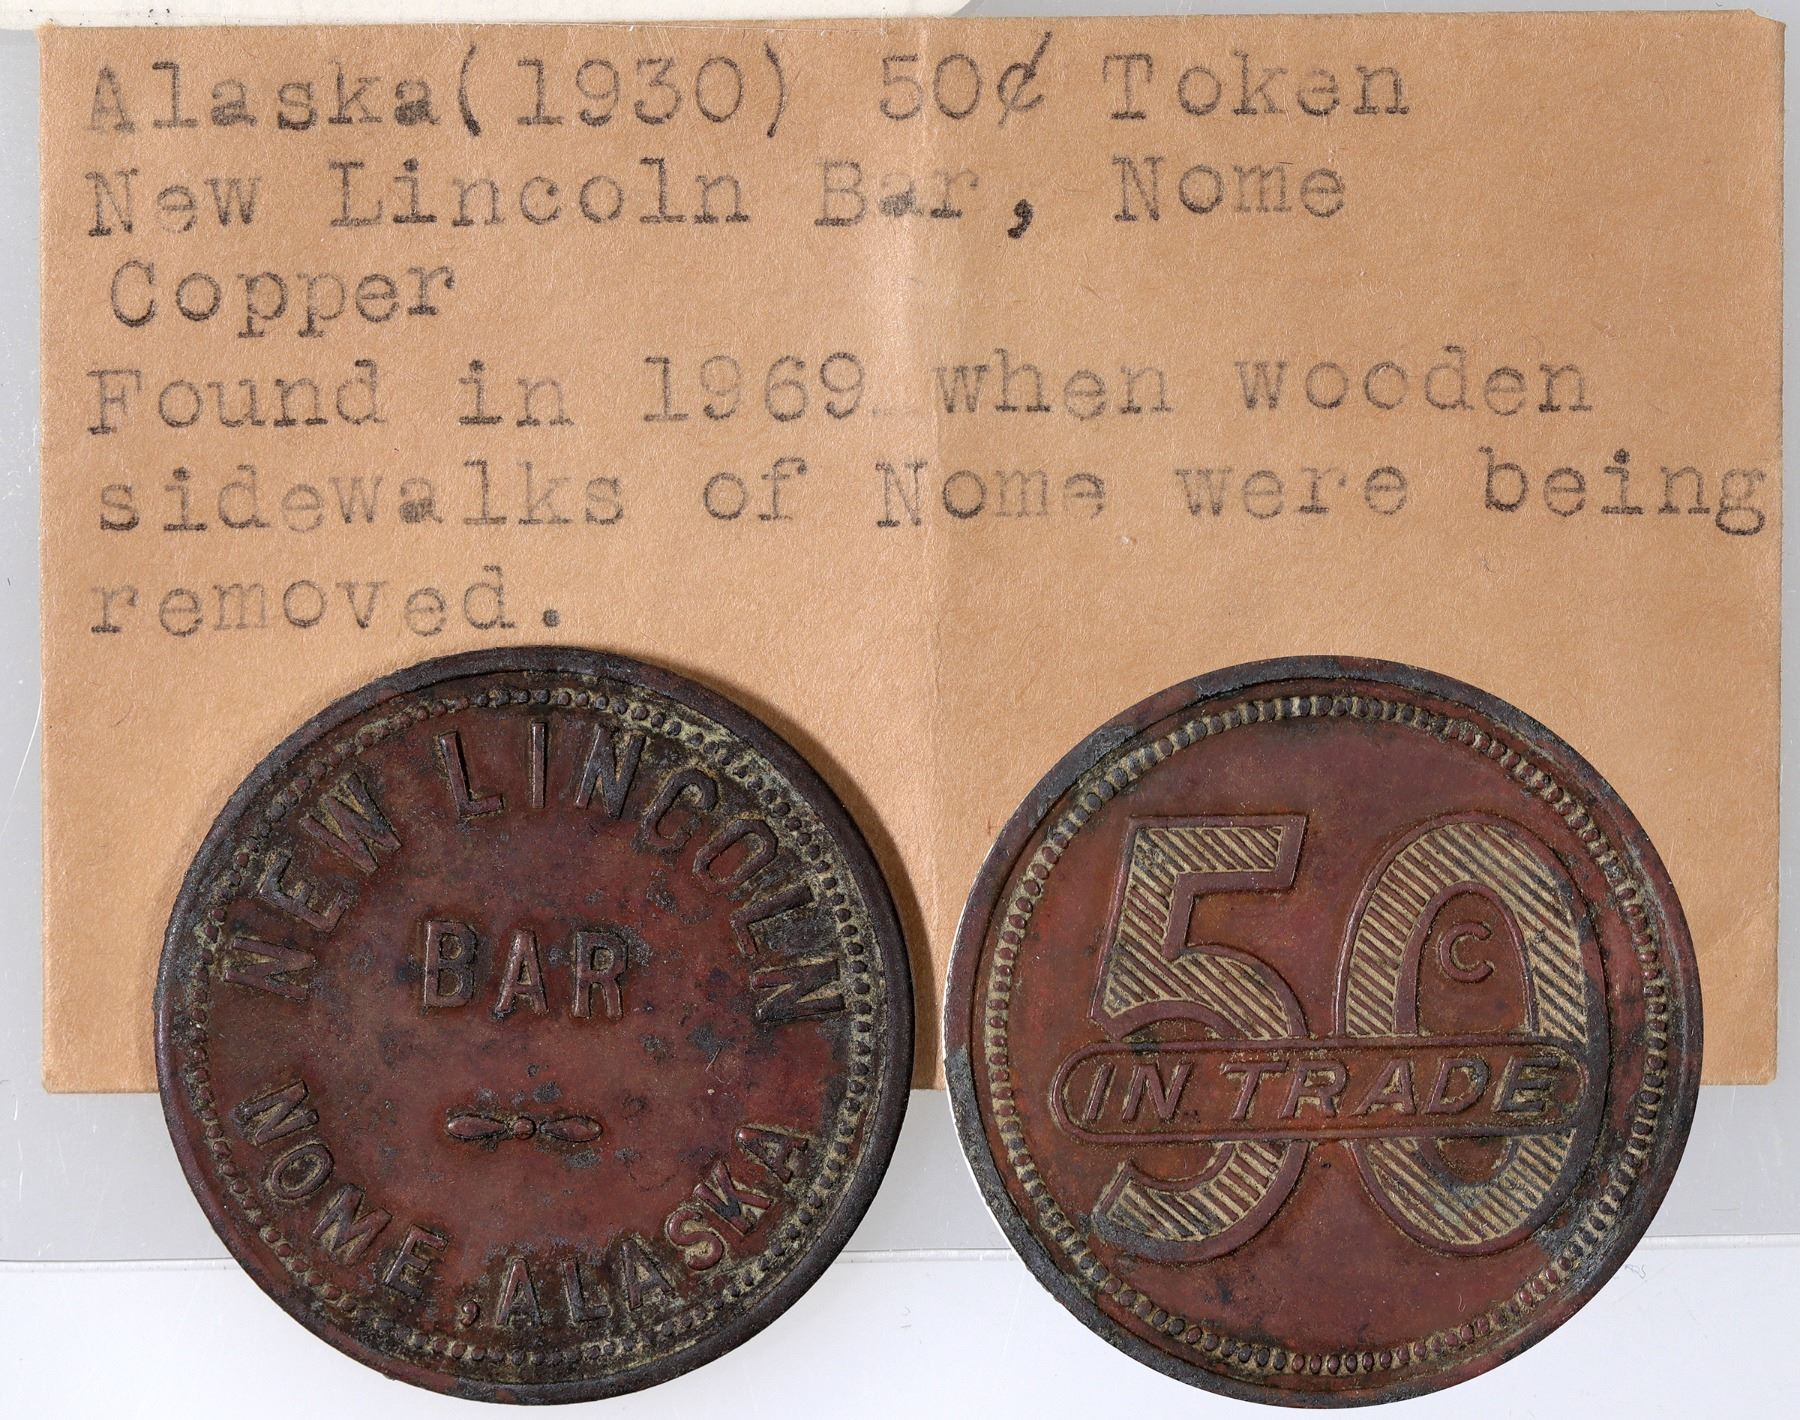 Alaska(1930) 50¢ Token
New Lincoln Bar, Nome
Copper
Found in 1969 when wooden
sidewalks of Nome were being
removed.
NEW LINCOLN
BAR
NOME, ALASKA
50
C
IN TRADE